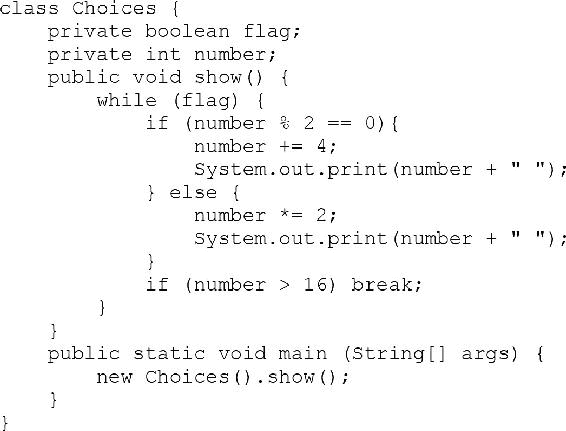 class Choices {
    private boolean flag;
    private int number;
    public void show() {
        while (flag) {
            if (number % 2 == 0){
                number += 4;
                System.out.print(number + " ");
            } else {
                number *= 2;
                System.out.print(number + " ");
            }
            if (number > 16) break;
        }
    }
    public static void main (String[] args) {
        new Choices().show();
    }
}